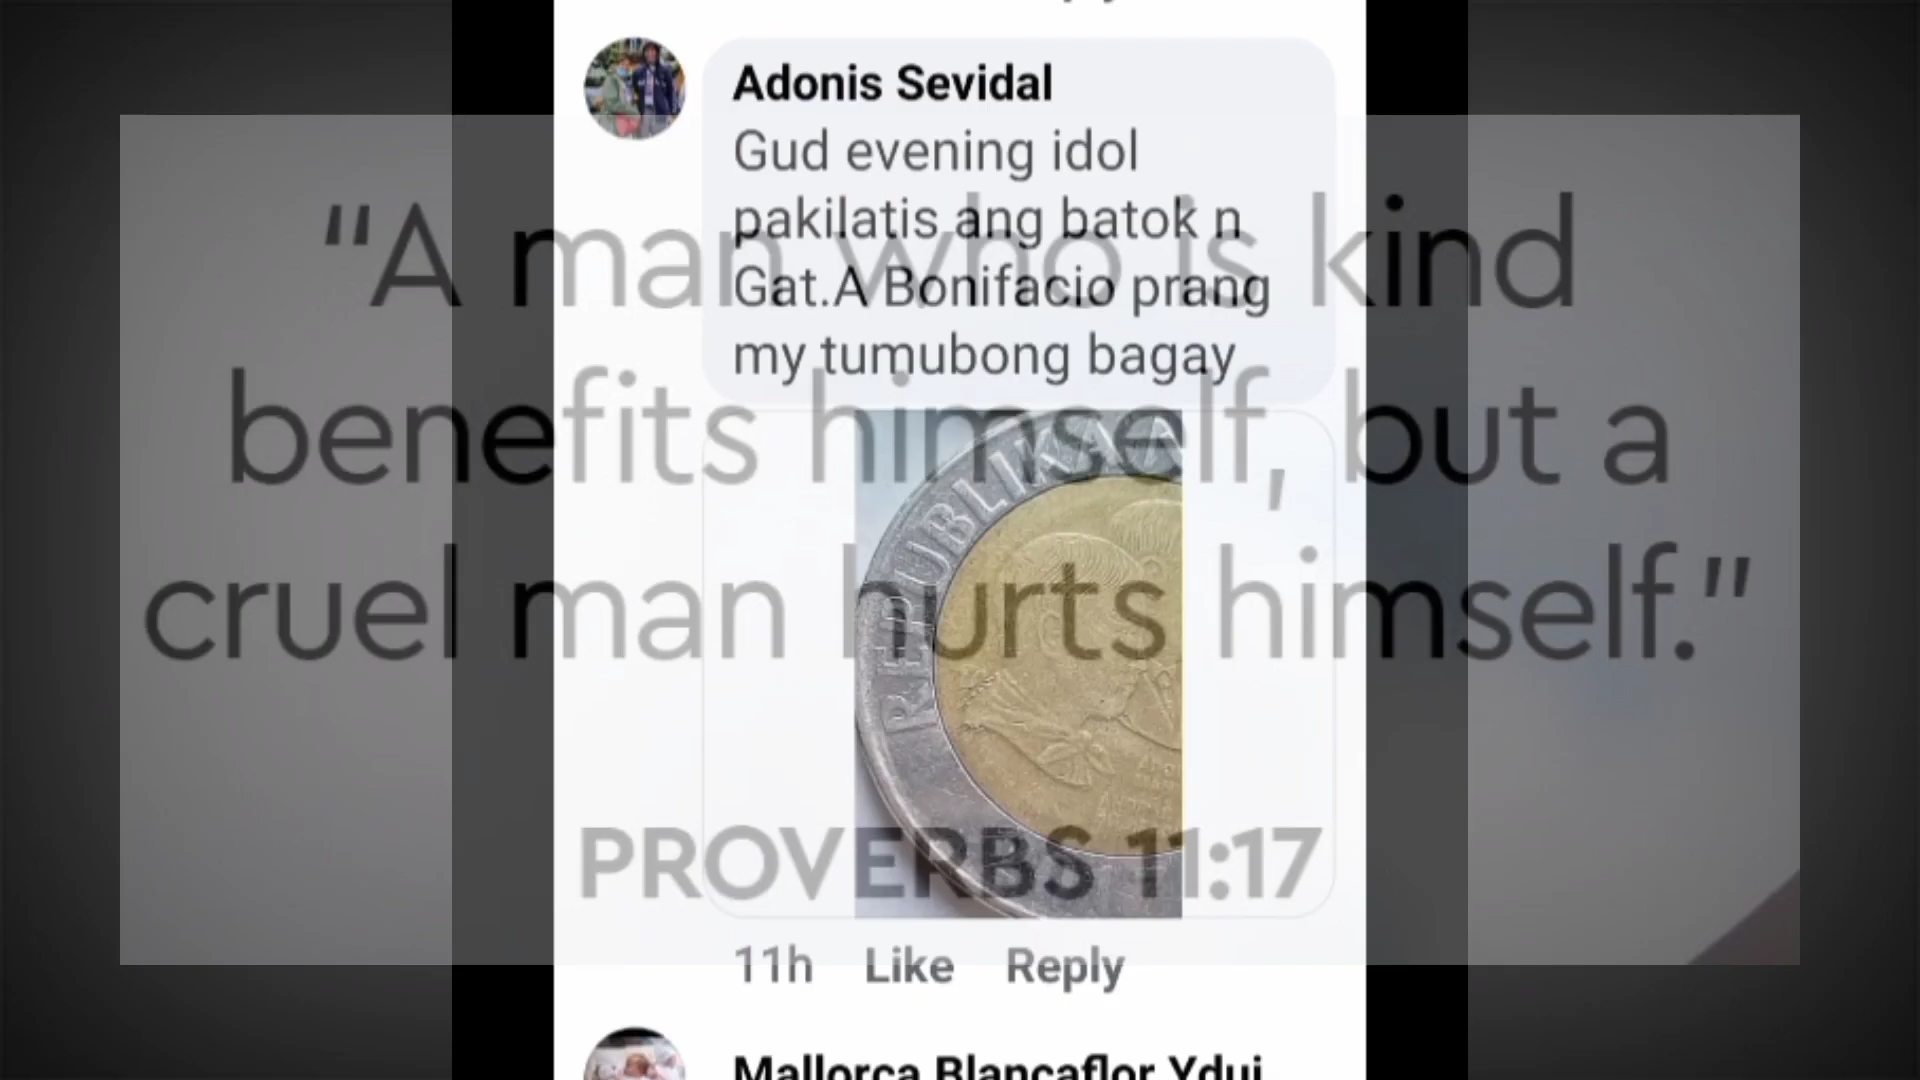 Adonis Sevidal
Gud evening idol
pakilatis ang batok n
Gat.A Bonifacio prang
my tumubong bagay
"A man who is kind
benefits himself, but a
cruel man hurts himself."
PROVERBS 11:17
REPUBLIKA
11h Like Reply
Mallorca Blancaflor Ydui